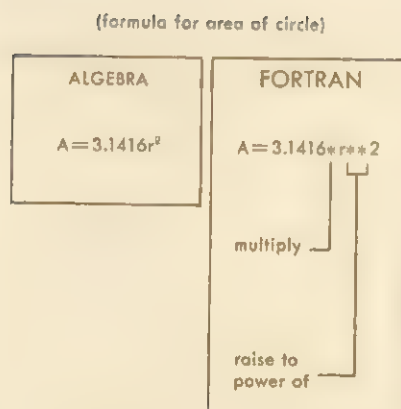 (formula for area of circle)
ALGEBRA
A=3.1416r²
FORTRAN
A=3.1416*r**2
multiply
raise to
power of